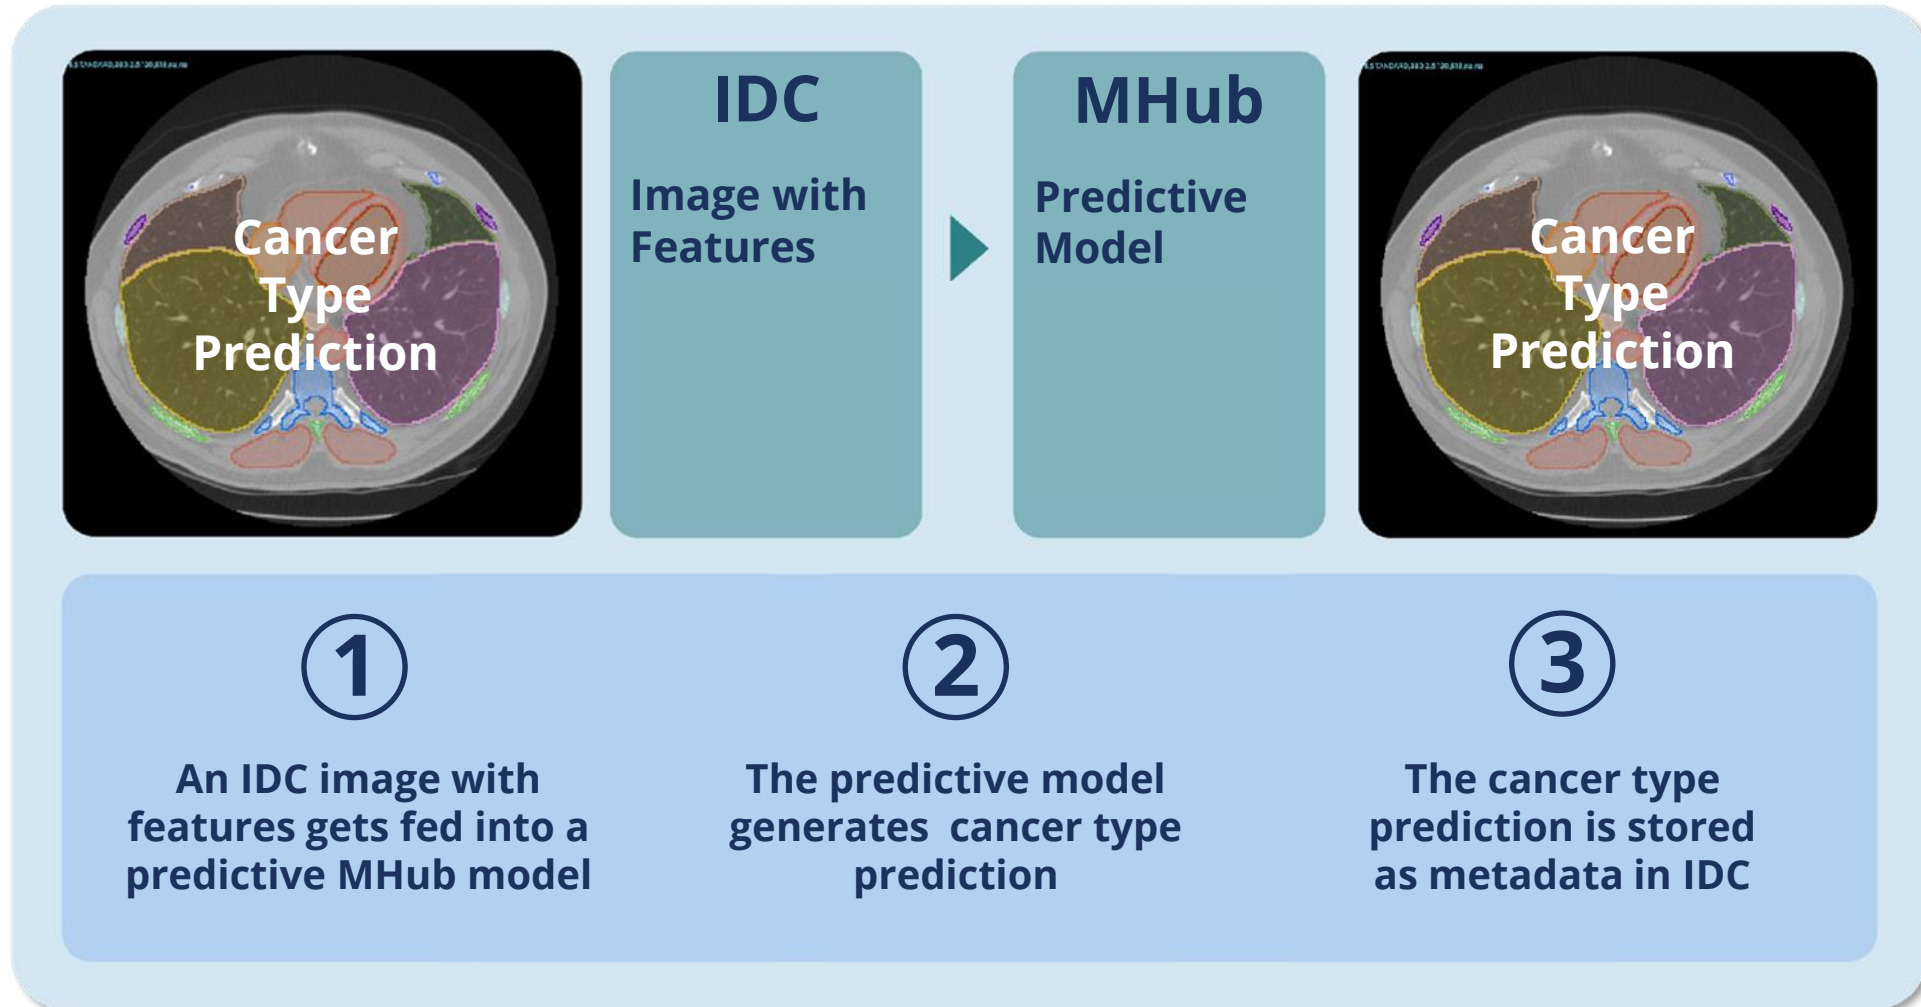 Cancer
Type
Prediction
IDC
Image with
Features
MHub
Predictive
Model
Cancer
Type
Prediction
1
An IDC image with
features gets fed into a
predictive MHub model
2
The predictive model
generates  cancer type
prediction
3
The cancer type
prediction is stored
as metadata in IDC